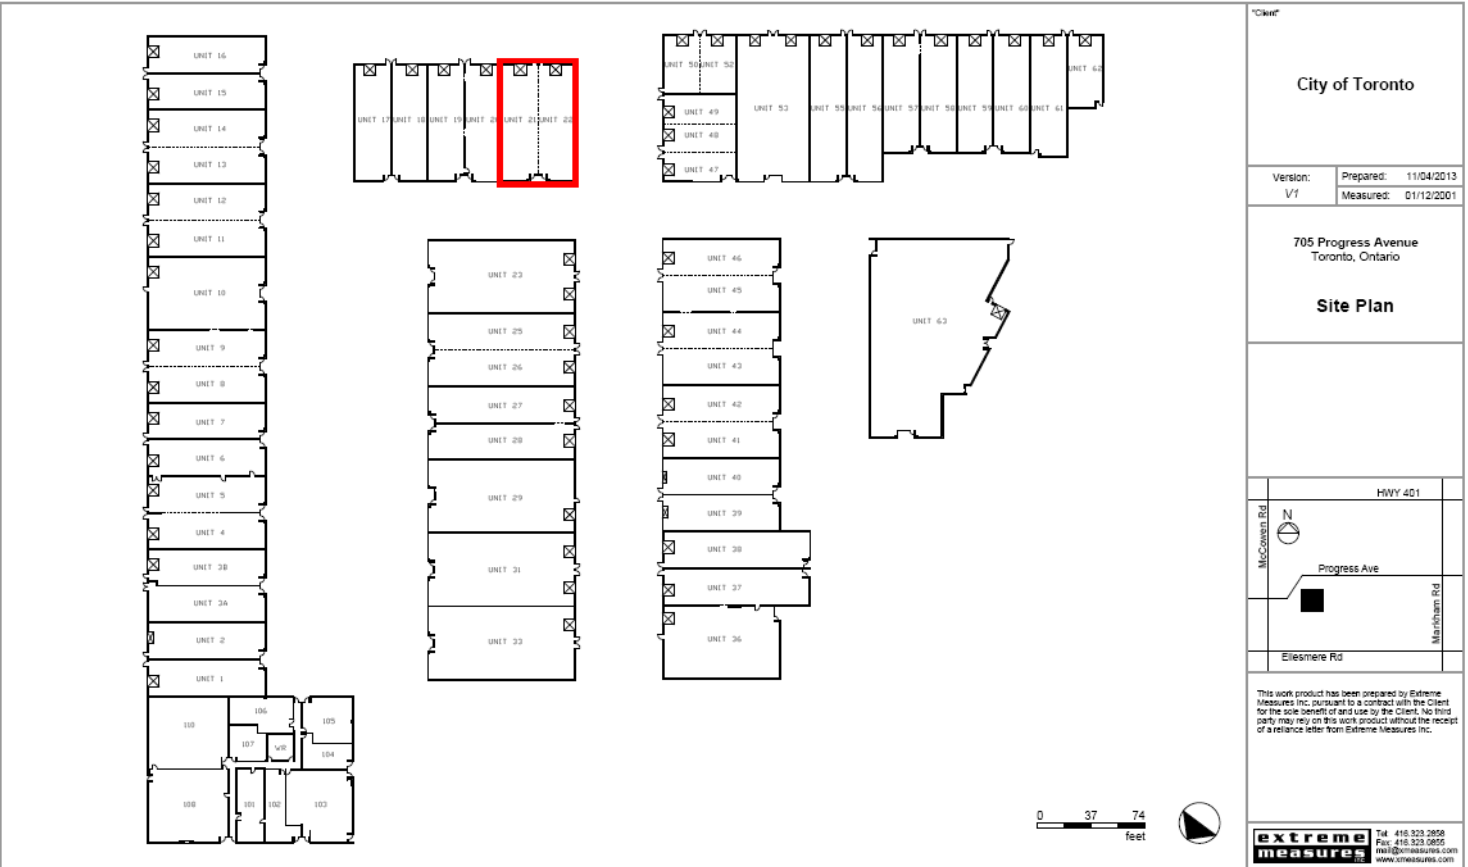 UNIT 16
UNIT 15
UNIT 14
UNIT 13
UNIT 12
UNIT 11
UNIT 10
UNIT 9
UNIT 8
UNIT 7
UNIT 6
UNIT 5
UNIT 4
UNIT 3B
UNIT 3A
UNIT 2
UNIT 1
110
106
105
107
WR
104
108
101
102
103
UNIT 17
UNIT 18
UNIT 19
UNIT 20
UNIT 21
UNIT 22
UNIT 23
UNIT 25
UNIT 26
UNIT 27
UNIT 28
UNIT 29
UNIT 31
UNIT 33
UNIT 50
UNIT 52
UNIT 49
UNIT 48
UNIT 47
UNIT 53
UNIT 55
UNIT 56
UNIT 57
UNIT 58
UNIT 59
UNIT 60
UNIT 61
UNIT 62
UNIT 46
UNIT 45
UNIT 44
UNIT 43
UNIT 42
UNIT 41
UNIT 40
UNIT 39
UNIT 38
UNIT 37
UNIT 36
UNIT 63
0 37 74
feet
"Client"
City of Toronto
Version:
V1
Prepared: 11/04/2013
Measured: 01/12/2001
705 Progress Avenue
Toronto, Ontario
Site Plan
HWY 401
McCowen Rd
N
Progress Ave
Markham Rd
Ellesmere Rd
This work product has been prepared by Extreme
Measures Inc. pursuant to a contract with the Client
for the sole benefit of and use by the Client. No third
party may rely on this work product without the receipt
of a reliance letter from Extreme Measures Inc.
extreme
measures INC
Tel: 416.323.2858
Fax: 416.323.0855
mail@xmeasures.com
www.xmeasures.com